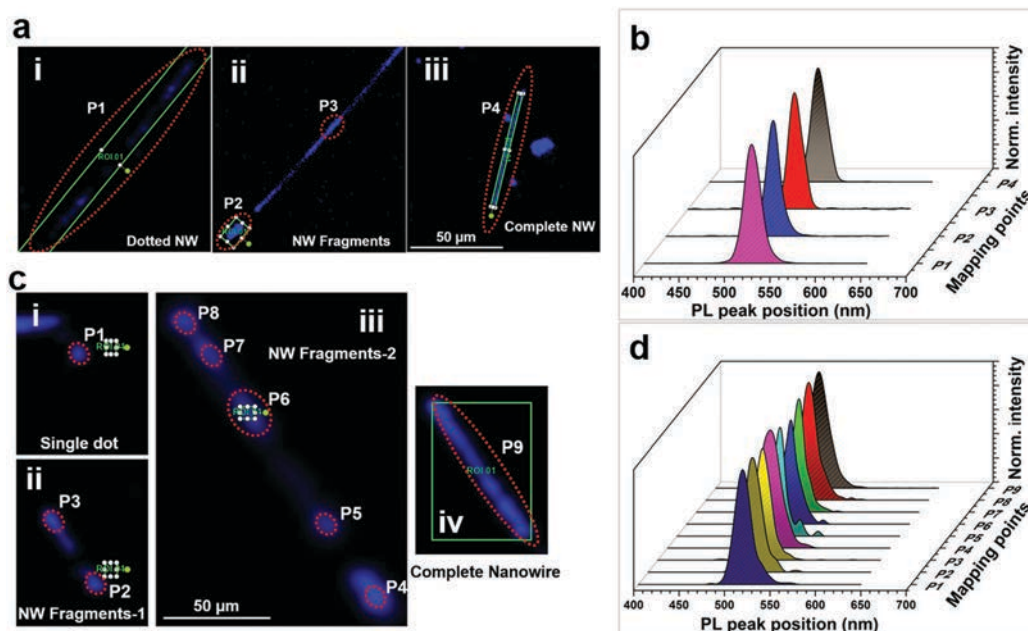 a
i
P1
ROI 01
Dotted NW
ii
P3
P2
NW Fragments
iii
P4
50 µm
Complete NW
b
Norm. intensity
P4
P3
P2
P1
Mapping points
400 450 500 550 600 650 700
PL peak position (nm)
c
i
P1
Single dot
ii
P3
P2
NW Fragments-1
iii
P8
NW Fragments-2
P7
P6
P5
P4
50 µm
P9
ROI 01
iv
Complete Nanowire
d
Norm. intensity
P9
P8
P7
P6
P5
P4
P3
P2
P1
Mapping points
400 450 500 550 600 650 700
PL peak position (nm)